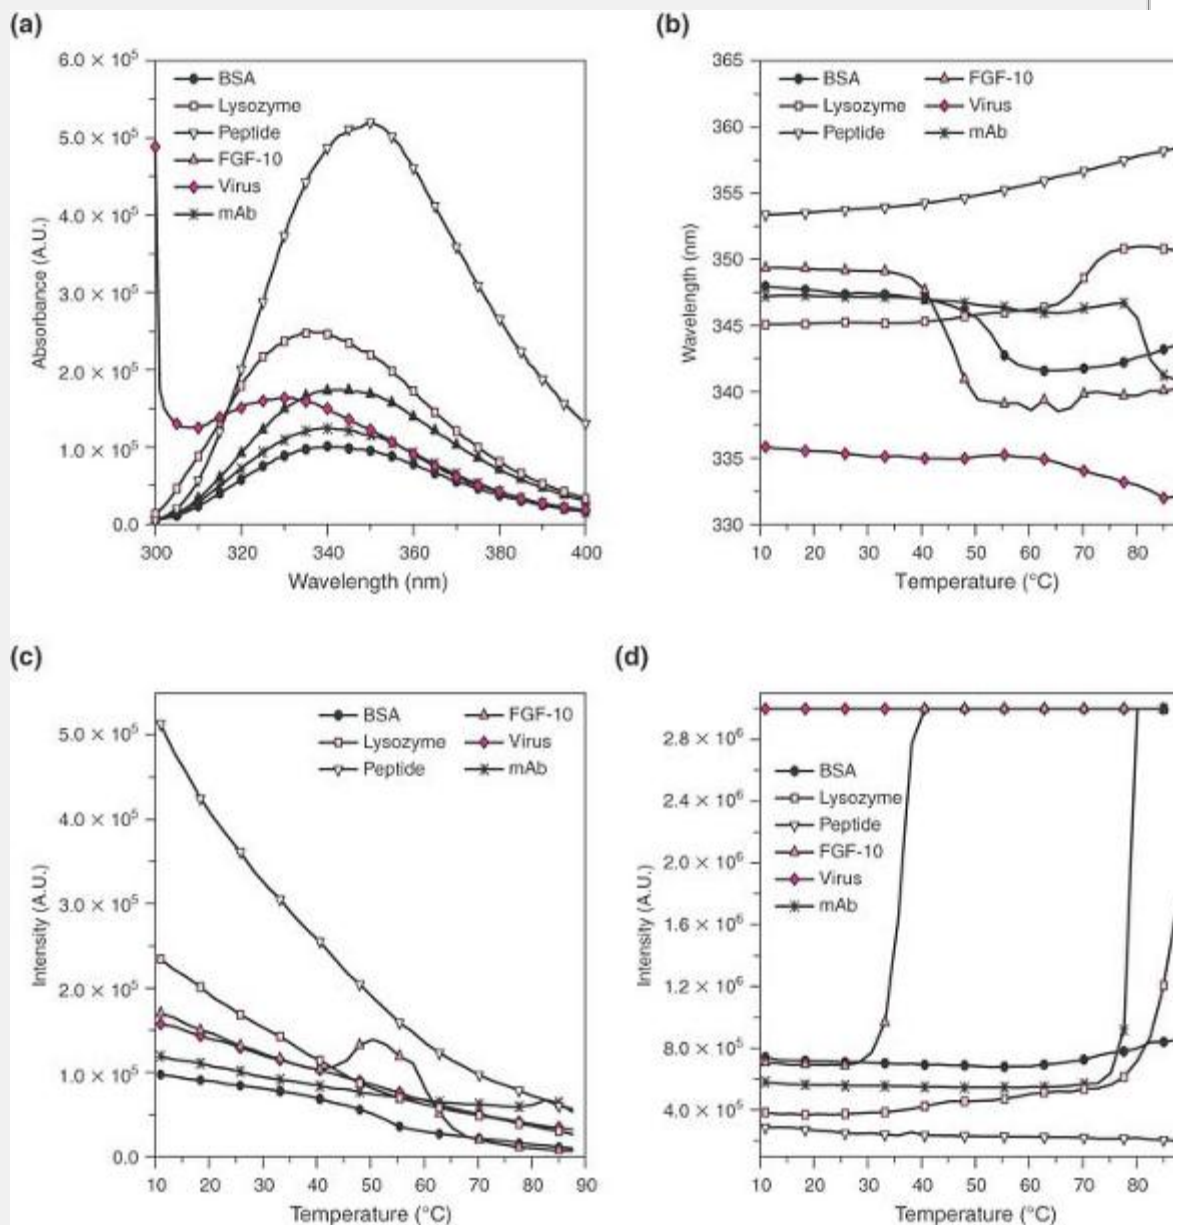 (a)
6.0 × 10⁵
5.0 × 10⁵
4.0 × 10⁵
3.0 × 10⁵
2.0 × 10⁵
1.0 × 10⁵
0.0
Absorbance (A.U.)
BSA
Lysozyme
Peptide
FGF-10
Virus
mAb
300 320 340 360 380 400
Wavelength (nm)
(b)
365
360
355
350
345
340
335
330
Wavelength (nm)
BSA FGF-10
Lysozyme Virus
Peptide mAb
10 20 30 40 50 60 70 80
Temperature (°C)
(c)
5.0 × 10⁵
4.0 × 10⁵
3.0 × 10⁵
2.0 × 10⁵
1.0 × 10⁵
0.0
Intensity (A.U.)
BSA FGF-10
Lysozyme Virus
Peptide mAb
10 20 30 40 50 60 70 80 90
Temperature (°C)
(d)
2.8 × 10⁶
2.4 × 10⁶
2.0 × 10⁶
1.6 × 10⁶
1.2 × 10⁶
8.0 × 10⁵
4.0 × 10⁵
Intensity (A.U.)
BSA
Lysozyme
Peptide
FGF-10
Virus
mAb
10 20 30 40 50 60 70 80
Temperature (°C)